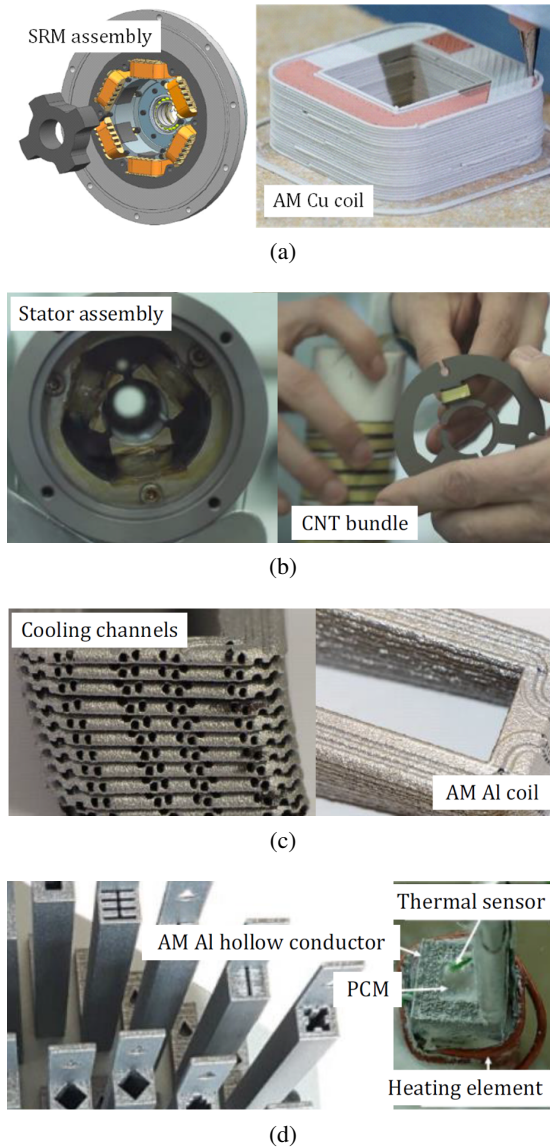 SRM assembly
AM Cu coil
(a)
Stator assembly
CNT bundle
(b)
Cooling channels
AM Al coil
(c)
Thermal sensor
AM Al hollow conductor
PCM
Heating element
(d)